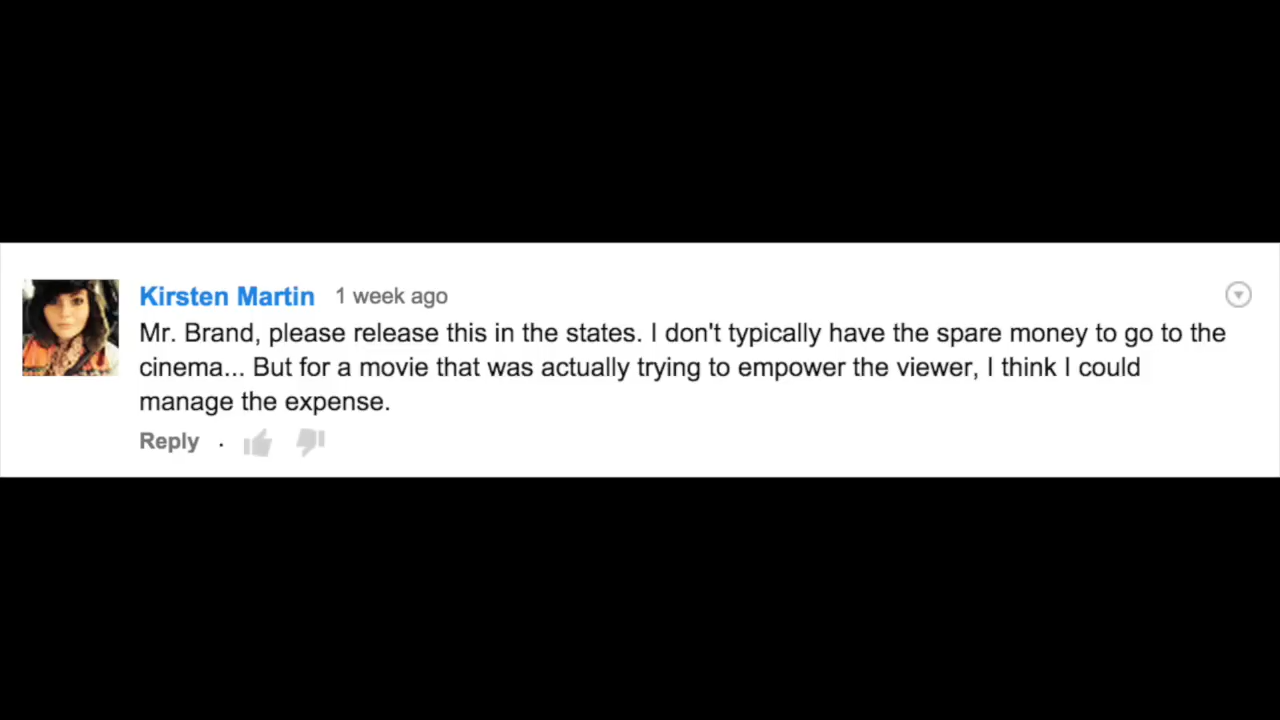 Kirsten Martin 1 week ago
Mr. Brand, please release this in the states. I don't typically have the spare money to go to the
cinema... But for a movie that was actually trying to empower the viewer, I think I could
manage the expense.
Reply ·